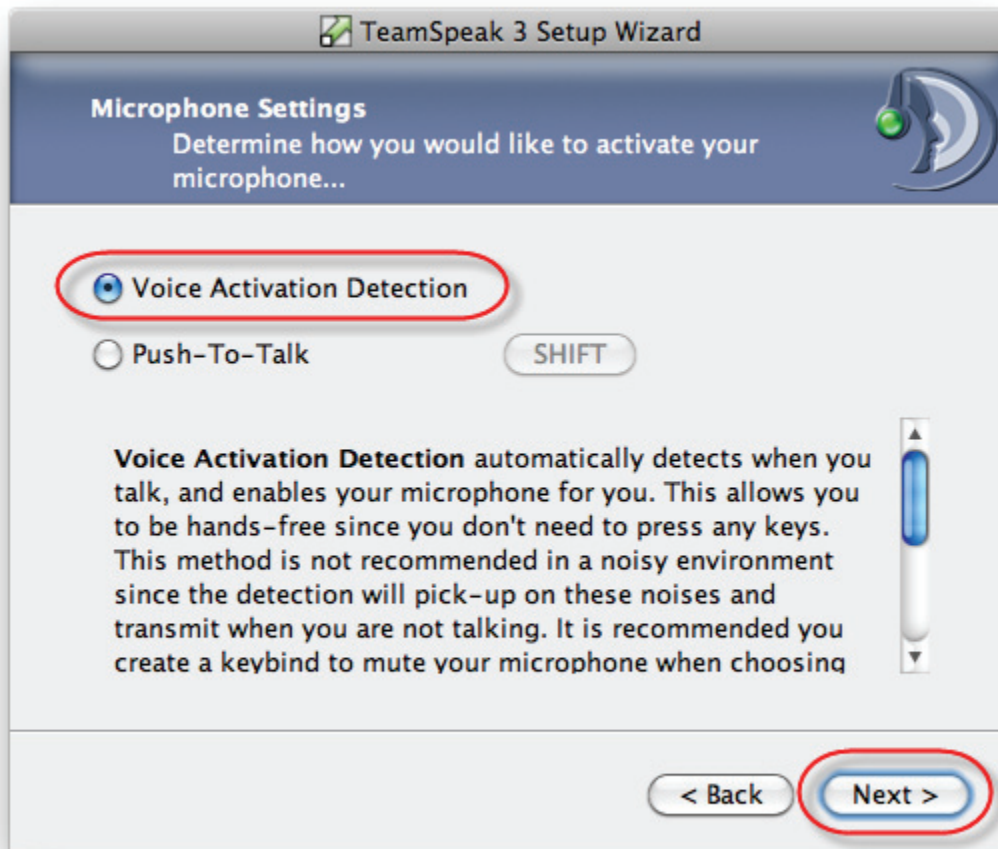 TeamSpeak 3 Setup Wizard
Microphone Settings
Determine how you would like to activate your
microphone...
Voice Activation Detection
Push-To-Talk SHIFT
Voice Activation Detection automatically detects when you
talk, and enables your microphone for you. This allows you
to be hands-free since you don't need to press any keys.
This method is not recommended in a noisy environment
since the detection will pick-up on these noises and
transmit when you are not talking. It is recommended you
create a keybind to mute your microphone when choosing
< Back Next >